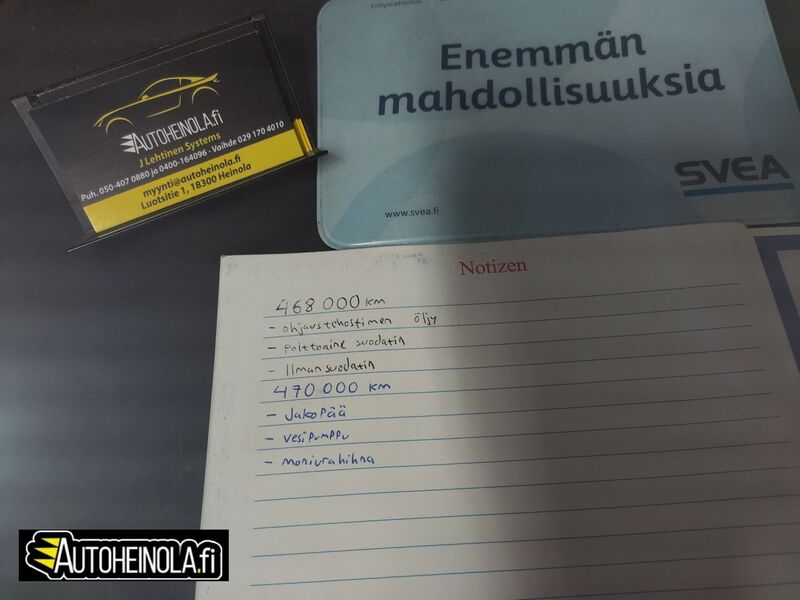 AUTOHEINOLA.fi
J Lehtinen Systems
Puh. 050-407 0880 ja 0400-164096 - Vaihde 029 170 4010
myynti@autoheinola.fi
Luotsitie 1, 18300 Heinola
Yritysrahoitus
Enemmän
mahdollisuuksia
SVEA
www.svea.fi
Notizen
468 000 km
- ohjaustehostimen öljy
- polttoaine suodatin
- Ilmansuodatin
470 000 km
- Jakopää
- vesipumppu
- moniurahihna
AUTOHEINOLA.fi